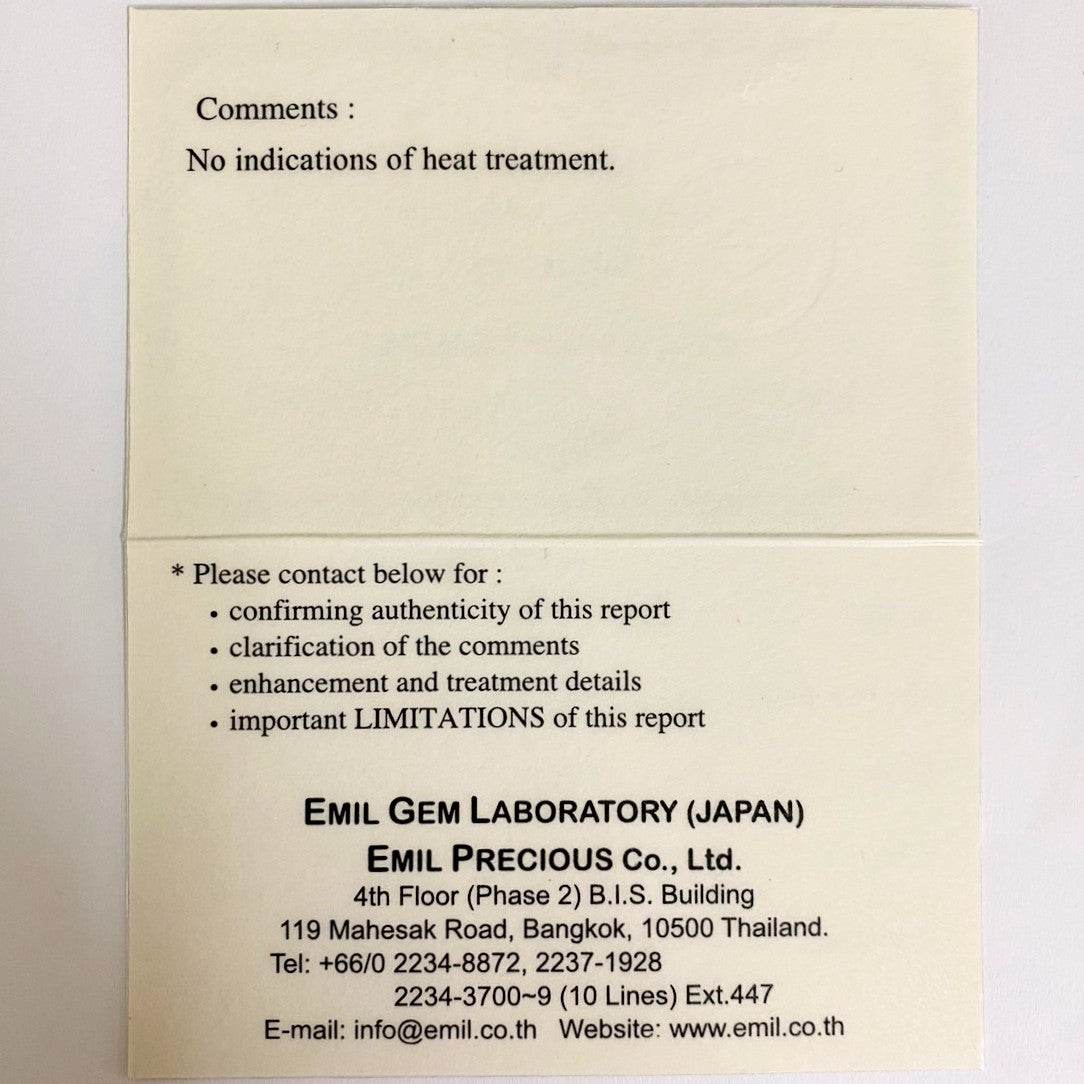 Comments :
No indications of heat treatment.
* Please contact below for :
• confirming authenticity of this report
• clarification of the comments
• enhancement and treatment details
• important LIMITATIONS of this report
EMIL GEM LABORATORY (JAPAN)
EMIL PRECIOUS Co., Ltd.
4th Floor (Phase 2) B.I.S. Building
119 Mahesak Road, Bangkok, 10500 Thailand.
Tel: +66/0 2234-8872, 2237-1928
2234-3700~9 (10 Lines) Ext.447
E-mail: info@emil.co.th Website: www.emil.co.th